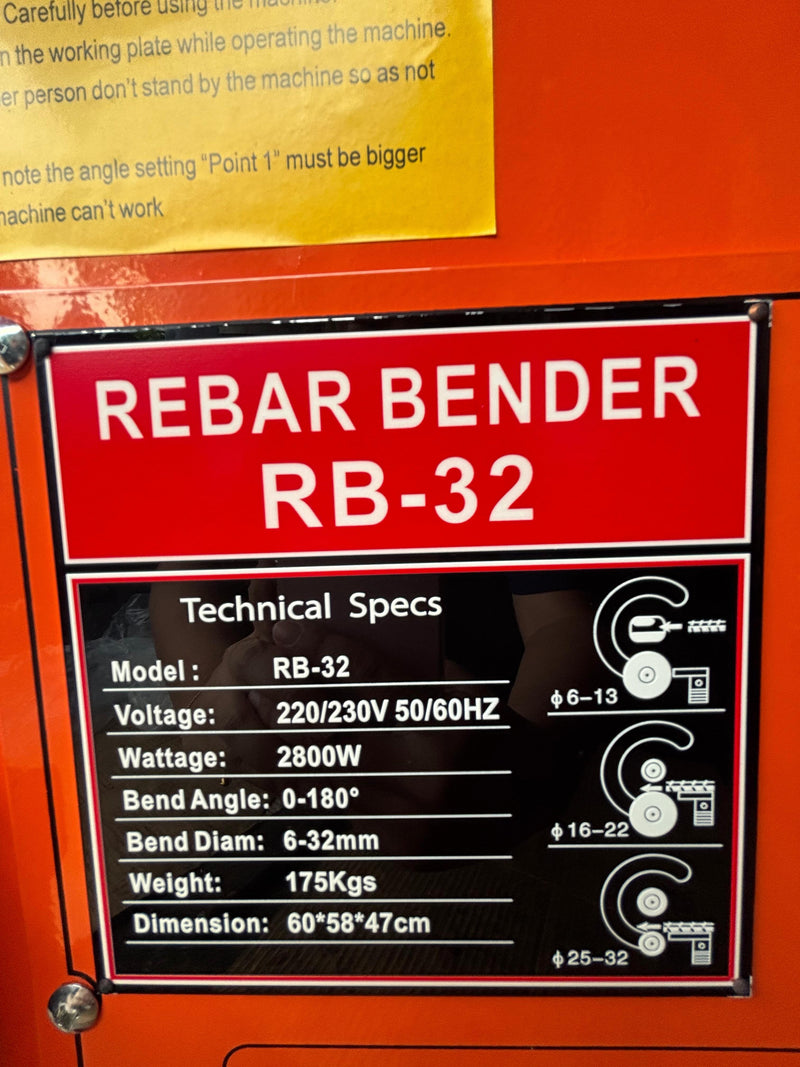 Carefully before using the machine.
n the working plate while operating the machine.
er person don't stand by the machine so as not
note the angle setting “Point 1” must be bigger
machine can't work
REBAR BENDER
RB-32
Technical Specs
Model : RB-32
Voltage: 220/230V 50/60HZ
Wattage: 2800W
Bend Angle: 0-180°
Bend Diam: 6-32mm
Weight: 175Kgs
Dimension: 60*58*47cm
ϕ6−13
ϕ16−22
ϕ25−32